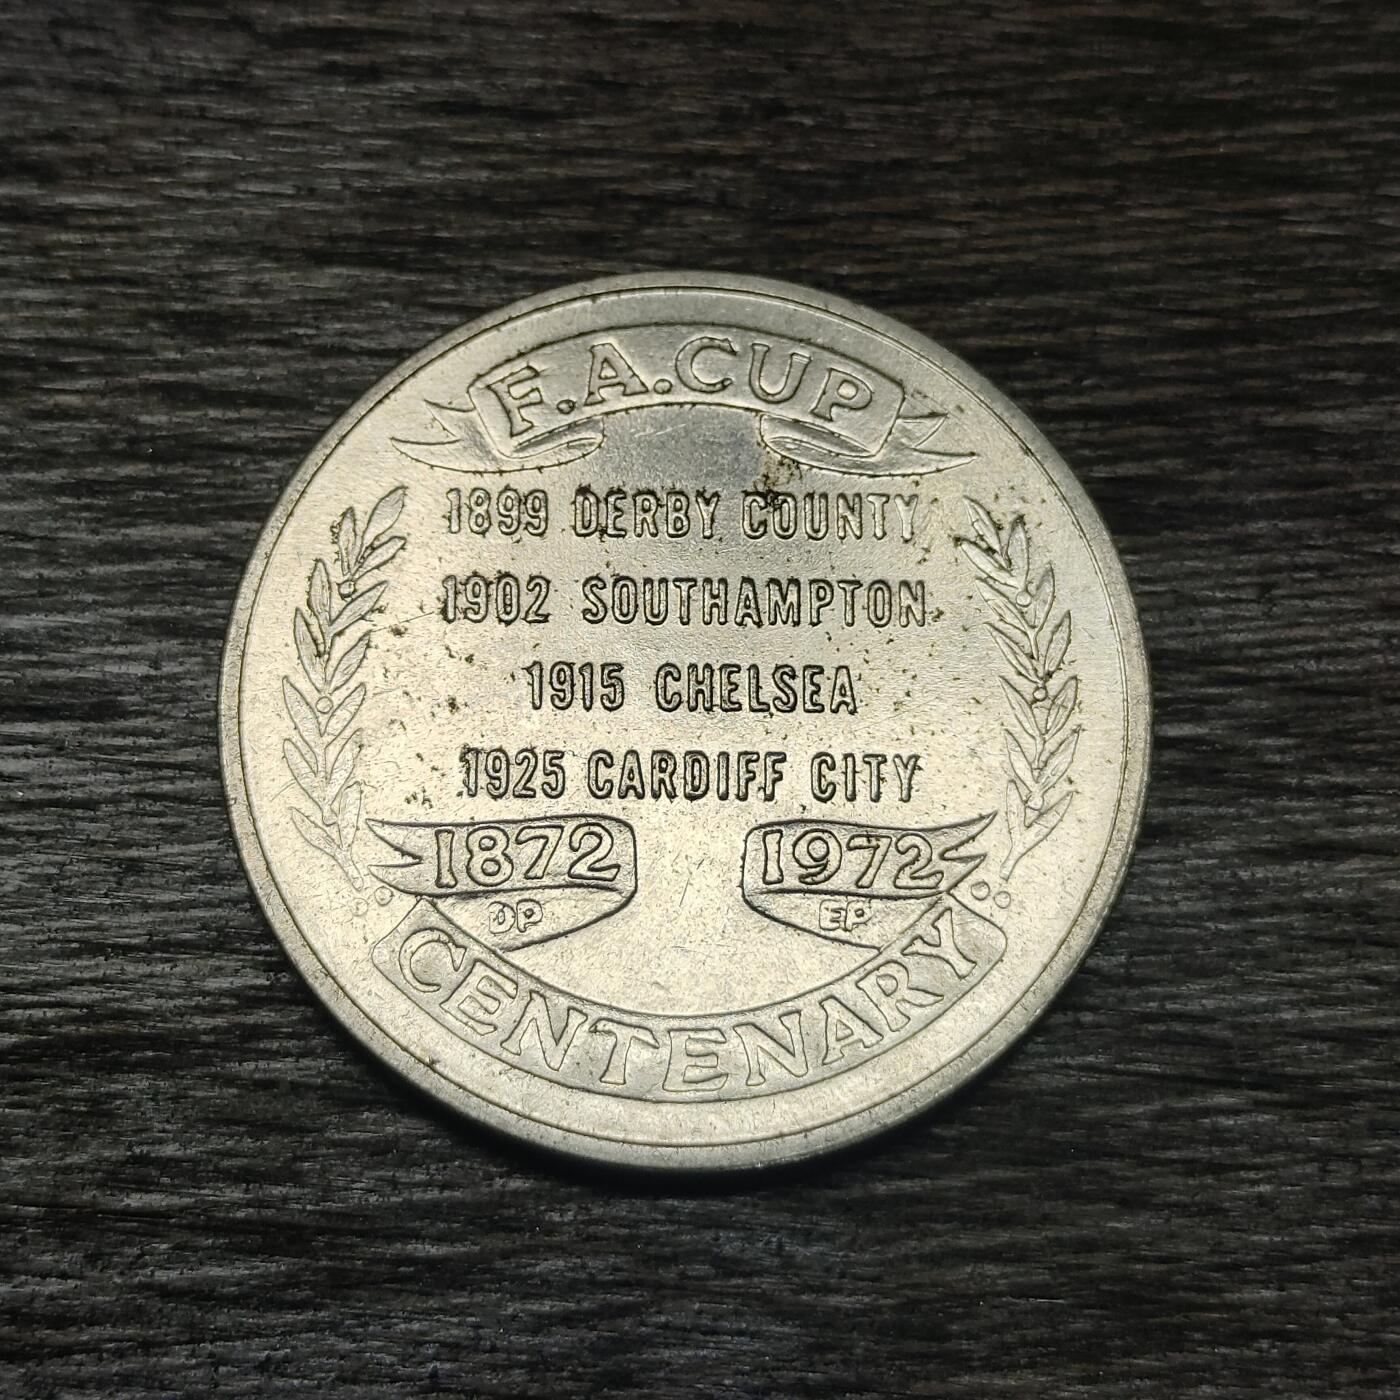 F.A.CUP
1899 DERBY COUNTY
1902 SOUTHAMPTON
1915 CHELSEA
1925 CARDIFF CITY
1872 1972
DP EP
CENTENARY